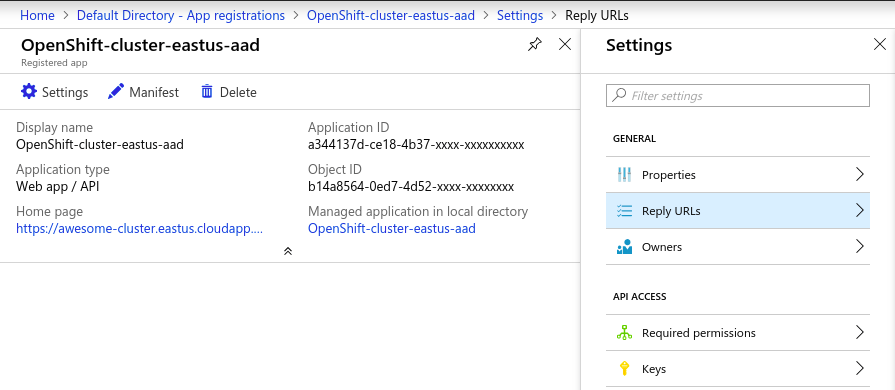 Home > Default Directory - App registrations > OpenShift-cluster-eastus-aad > Settings > Reply URLs
OpenShift-cluster-eastus-aad
Registered app
Settings Manifest Delete
Display name
OpenShift-cluster-eastus-aad
Application type
Web app / API
Home page
https://awesome-cluster.eastus.cloudapp....
Application ID
a344137d-ce18-4b37-xxxx-xxxxxxxxxx
Object ID
b14a8564-0ed7-4d52-xxxx-xxxxxxxx
Managed application in local directory
OpenShift-cluster-eastus-aad
Settings
Filter settings
GENERAL
Properties
Reply URLs
Owners
API ACCESS
Required permissions
Keys